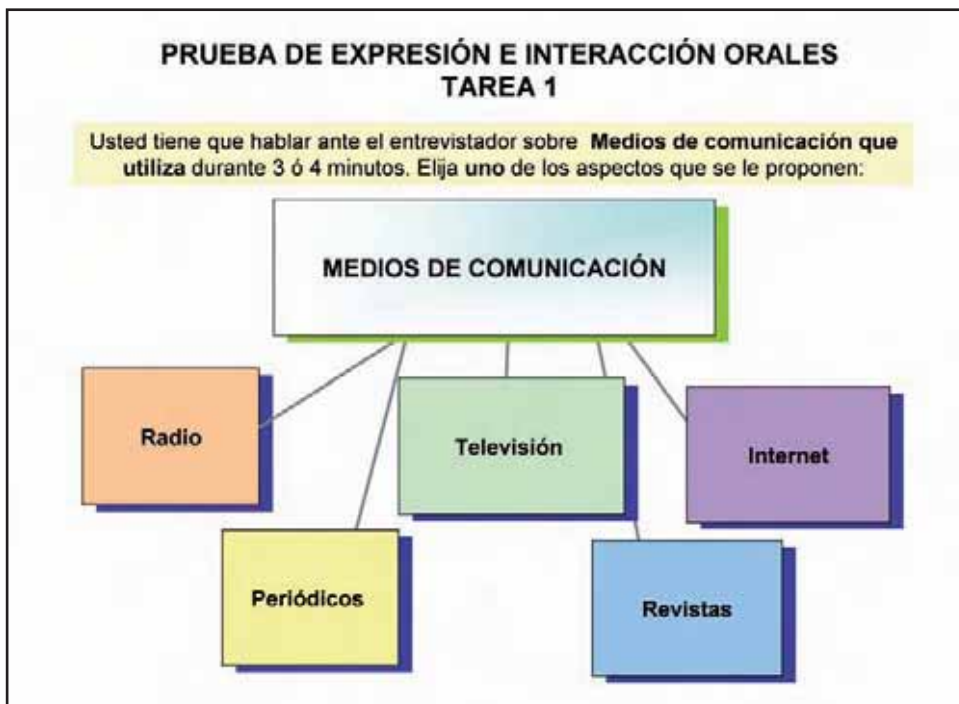 PRUEBA DE EXPRESIÓN E INTERACCIÓN ORALES
TAREA 1
Usted tiene que hablar ante el entrevistador sobre Medios de comunicación que
utiliza durante 3 ó 4 minutos. Elija uno de los aspectos que se le proponen:
MEDIOS DE COMUNICACIÓN
Radio
Televisión
Internet
Periódicos
Revistas